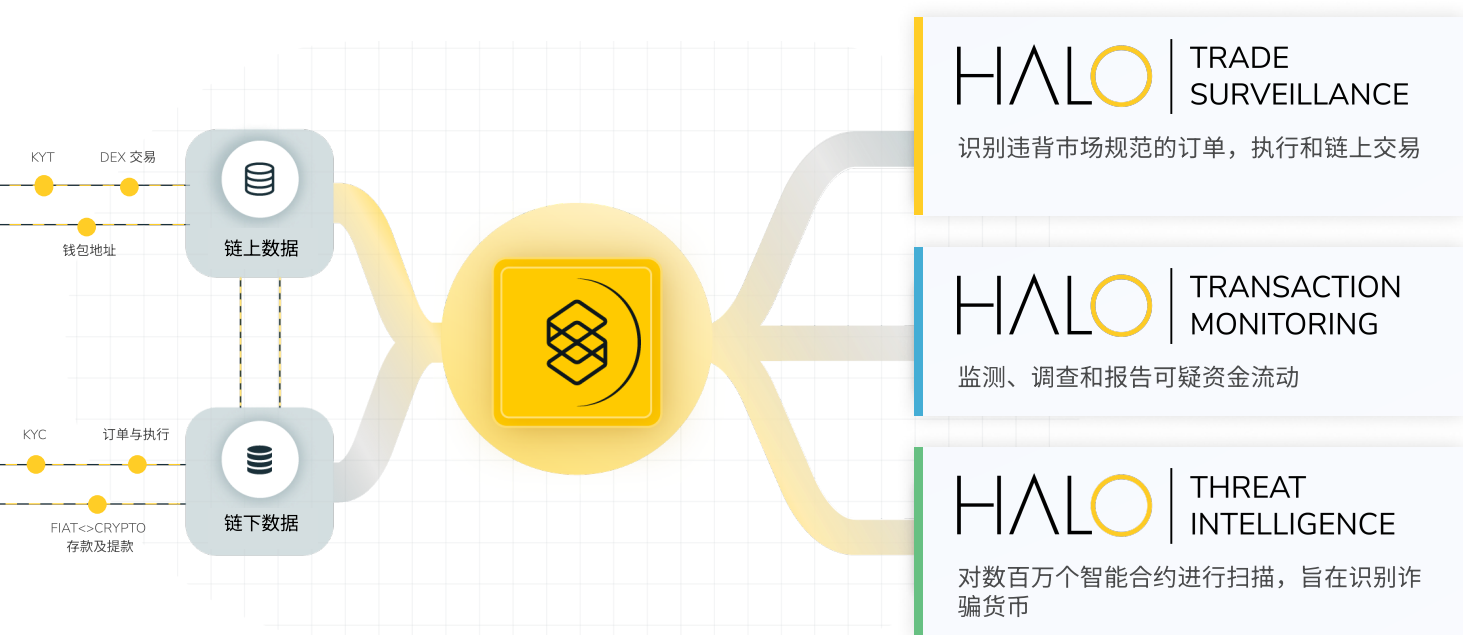 KYT
DEX 交易
钱包地址
链上数据
KYC
订单与执行
FIAT<>CRYPTO
存款及提款
链下数据
HALO
TRADE
SURVEILLANCE
识别违背市场规范的订单，执行和链上交易
HALO
TRANSACTION
MONITORING
监测、调查和报告可疑资金流动
HALO
THREAT
INTELLIGENCE
对数百万个智能合约进行扫描，旨在识别诈
骗货币